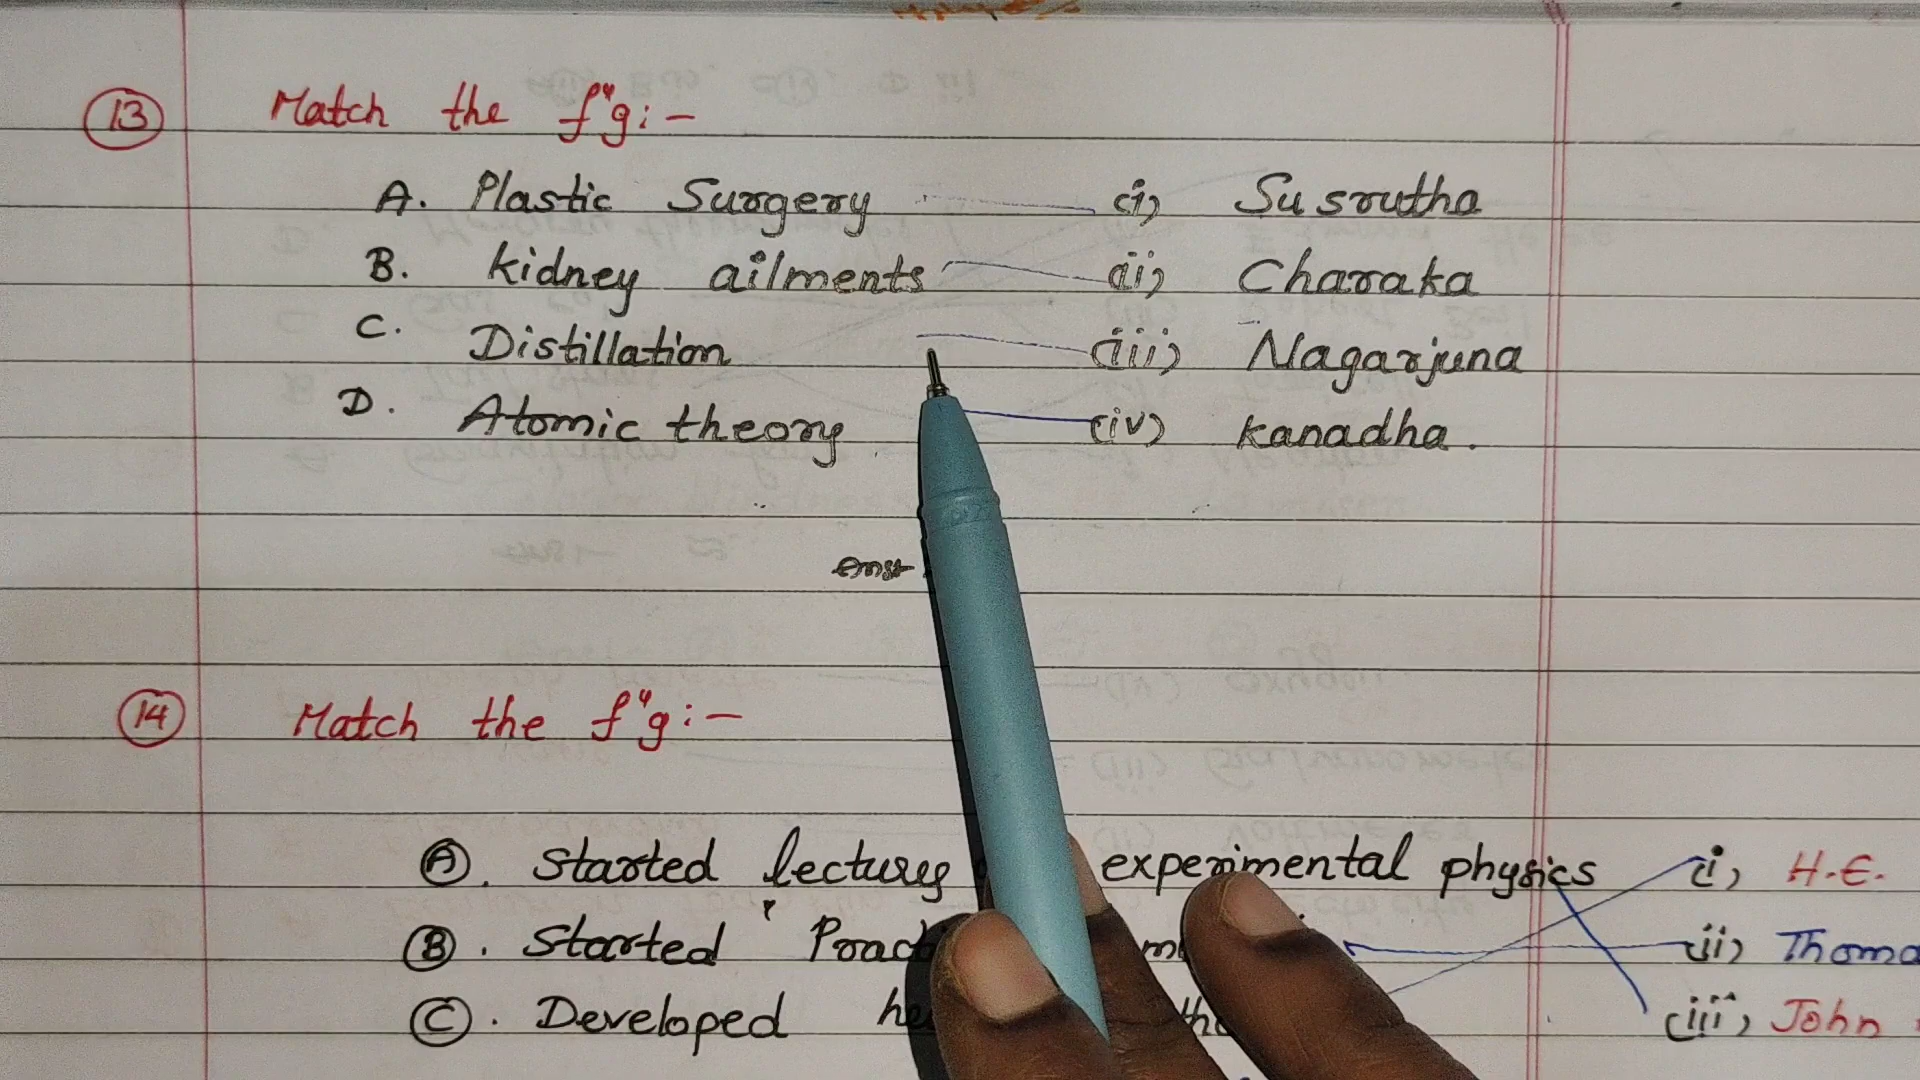 13 Match the f"g:-
A. Plastic Surgery (i) Susrutha
B. kidney ailments (ii) Charaka
C. Distillation (iii) Nagarjuna
D. Atomic theory (iv) kanadha.
14 Match the f"g:-
A. Started lectures experimental physics (i) H.E.
B. Started (ii)
C. Developed (iii) John